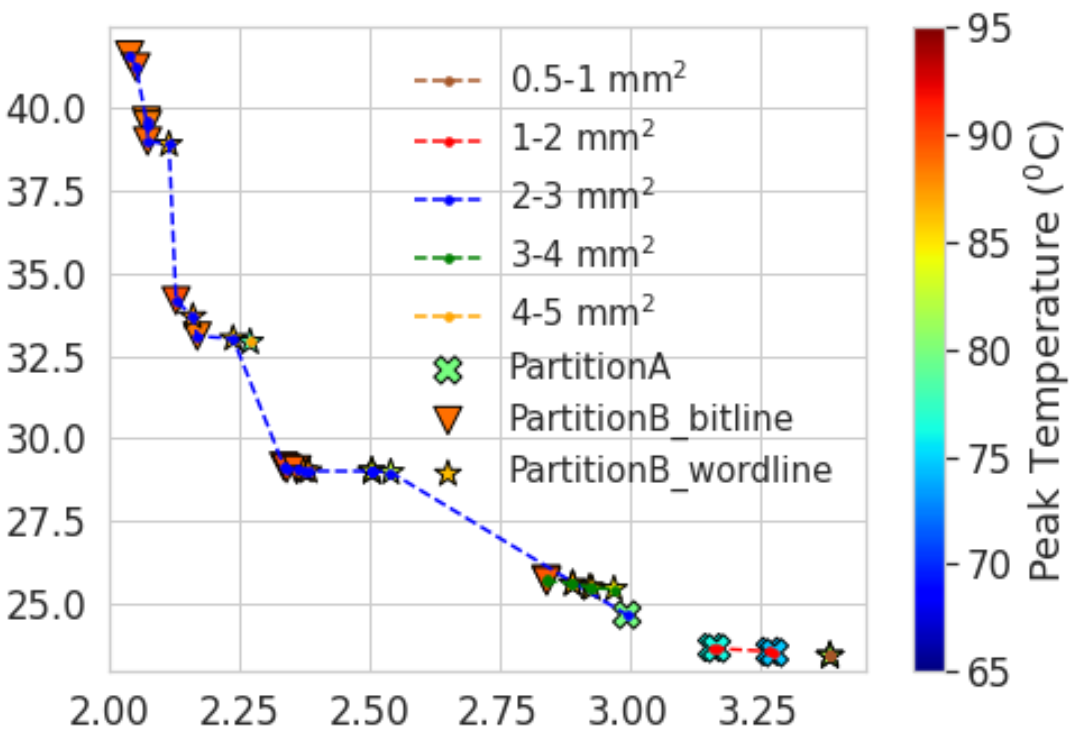 40.0
37.5
35.0
32.5
30.0
27.5
25.0
2.00 2.25 2.50 2.75 3.00 3.25
0.5-1 mm²
1-2 mm²
2-3 mm²
3-4 mm²
4-5 mm²
PartitionA
PartitionB_bitline
PartitionB_wordline
95
90
85
80
75
70
65
Peak Temperature (⁰C)